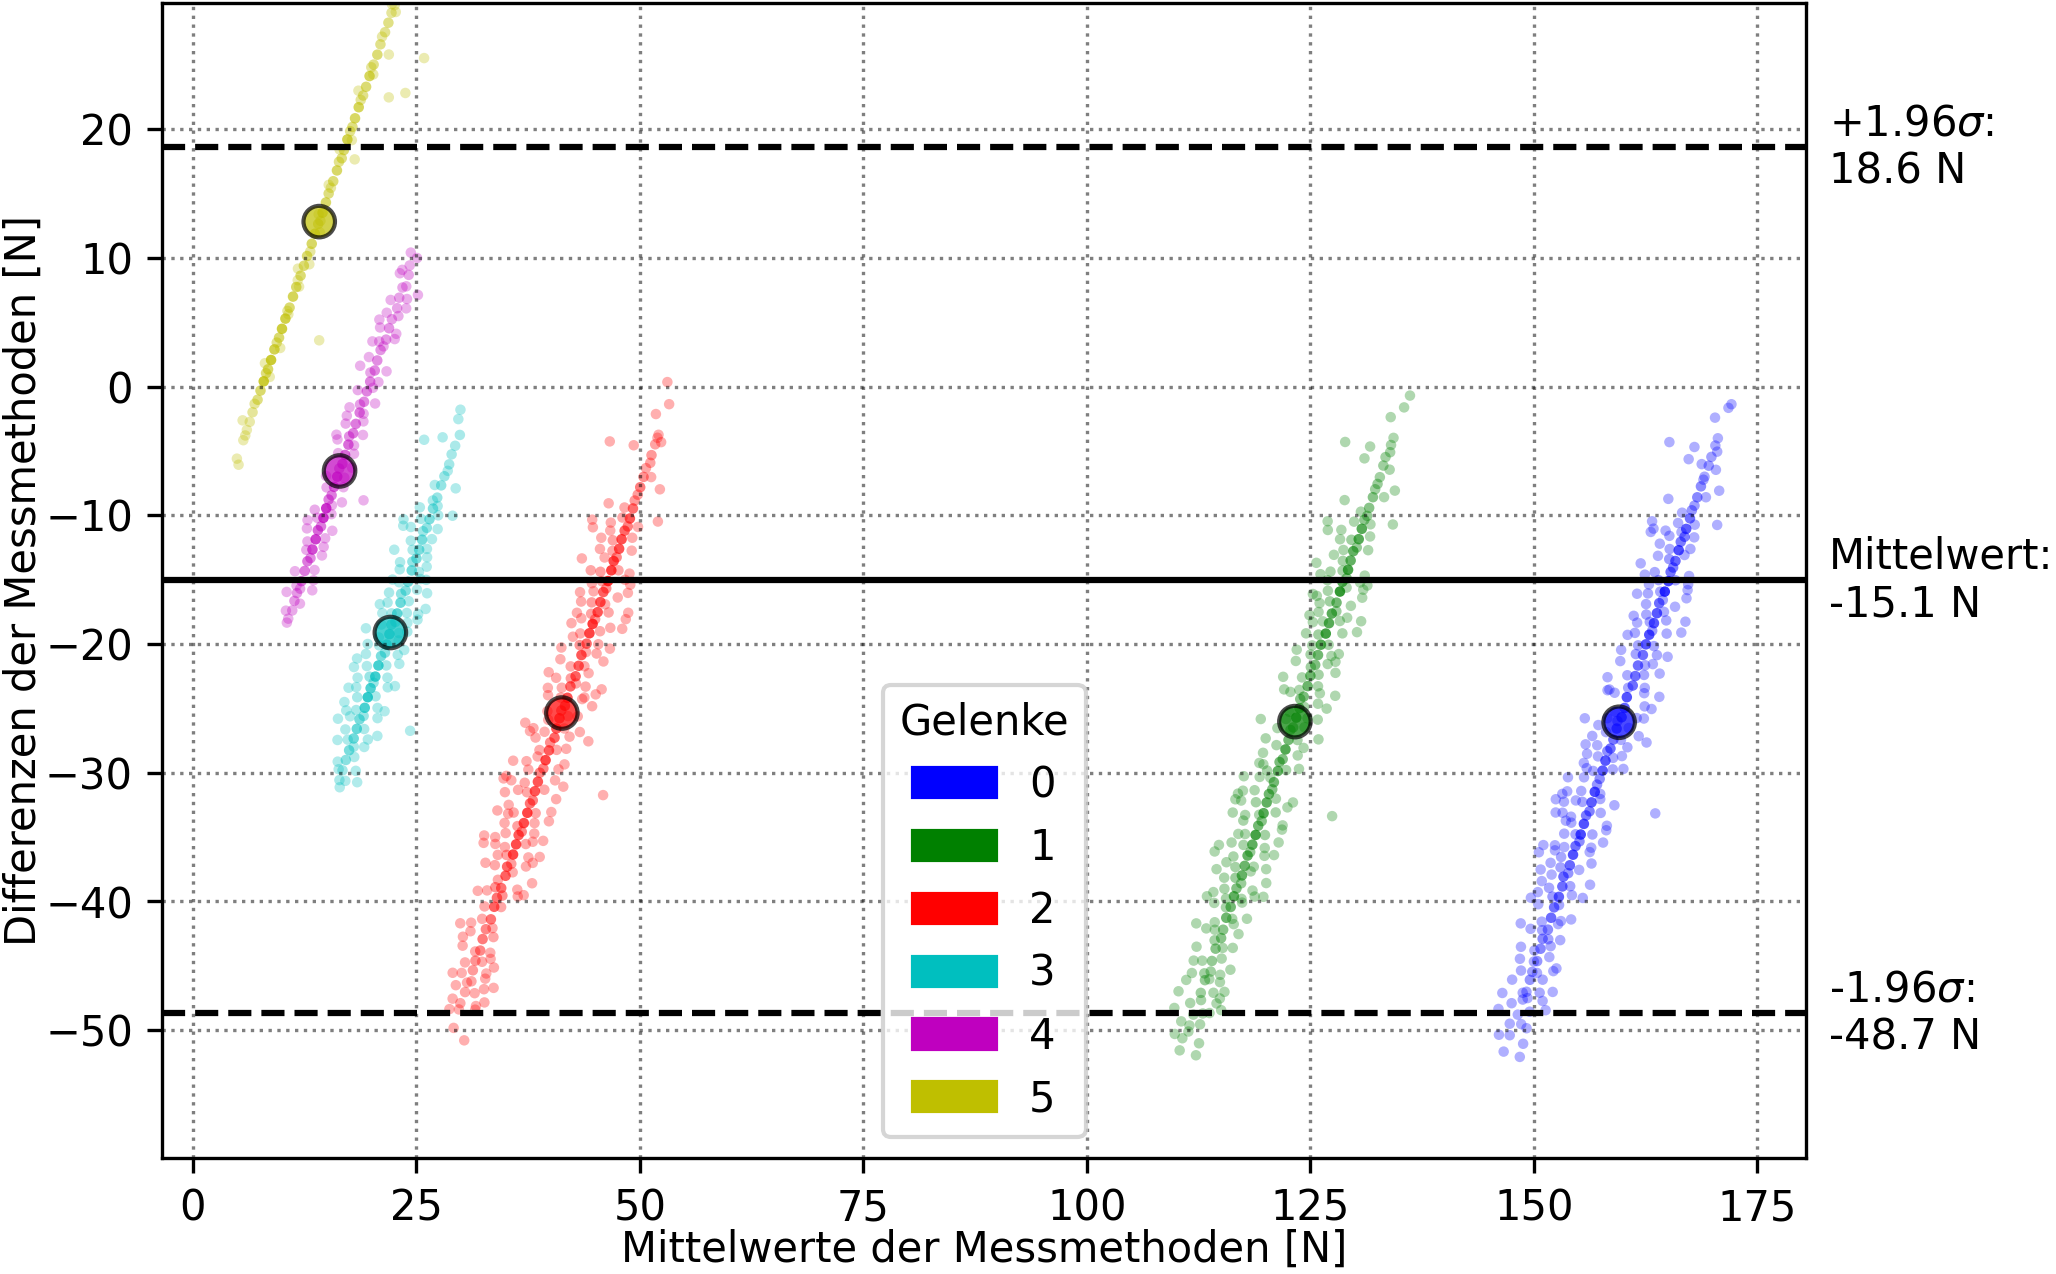 Differenzen der Messmethoden [N]
20
10
0
−10
−20
−30
−40
−50
+1.96σ:
18.6 N
Mittelwert:
-15.1 N
-1.96σ:
-48.7 N
Gelenke
0
1
2
3
4
5
0 25 50 75 100 125 150 175
Mittelwerte der Messmethoden [N]